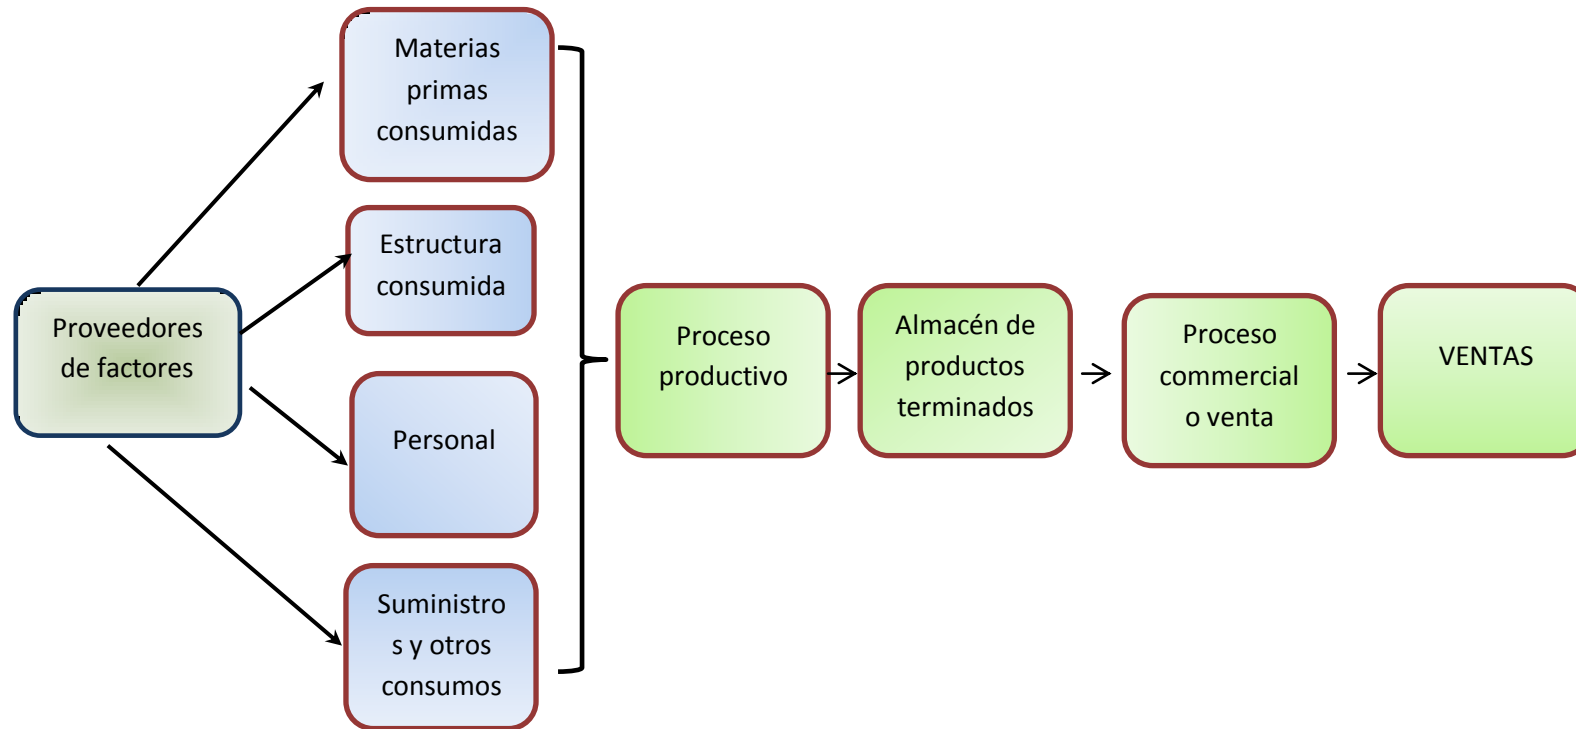 Materias
primas
consumidas
Estructura
consumida
Proveedores
de factores
Personal
Suministro
s y otros
consumos
Proceso
productivo
Almacén de
productos
terminados
Proceso
commercial
o venta
VENTAS